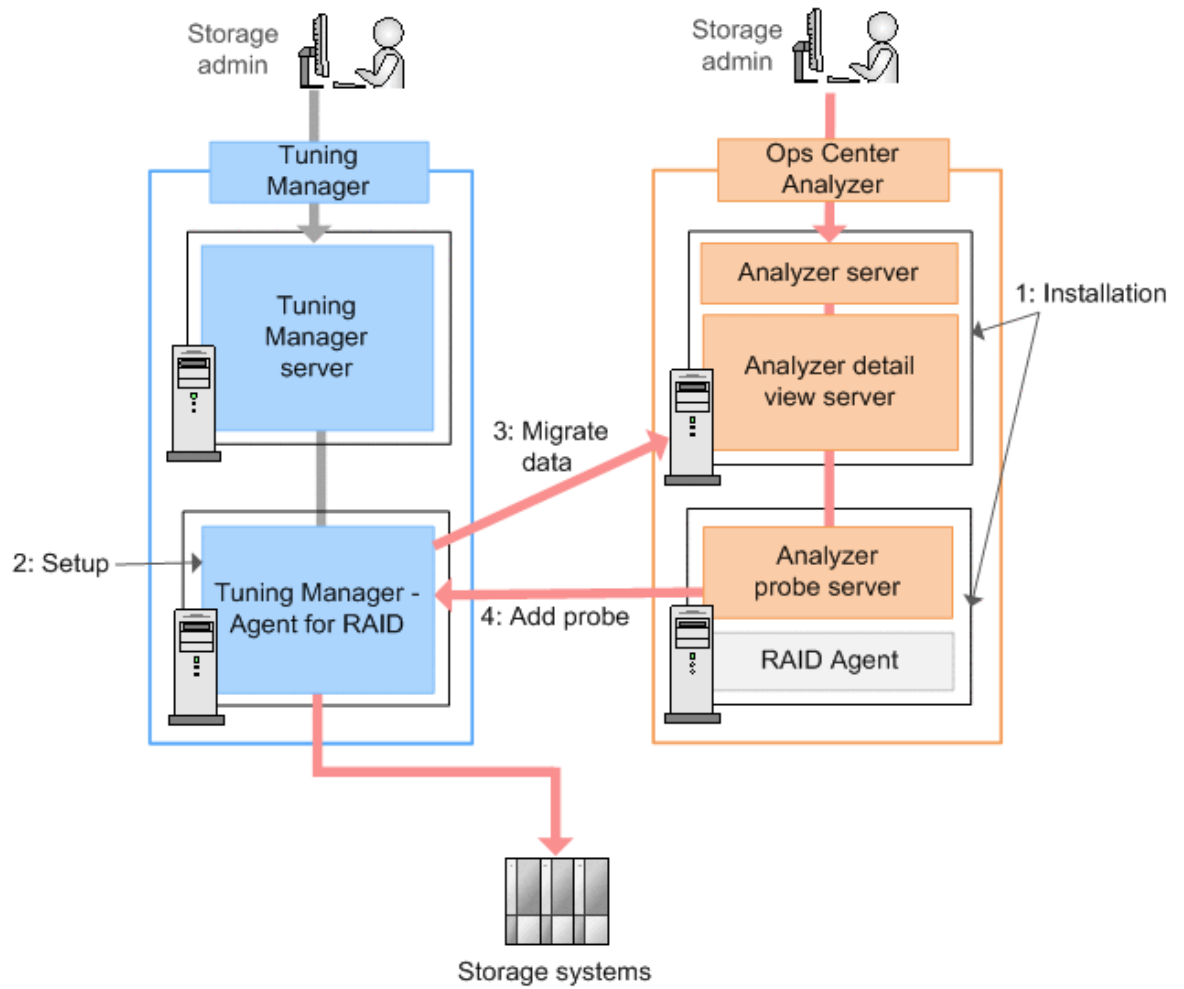 Storage
admin
Storage
admin
Tuning
Manager
Ops Center
Analyzer
Tuning
Manager
server
Analyzer server
Analyzer detail
view server
1: Installation
3: Migrate
data
2: Setup
Tuning Manager -
Agent for RAID
4: Add probe
Analyzer
probe server
RAID Agent
Storage systems